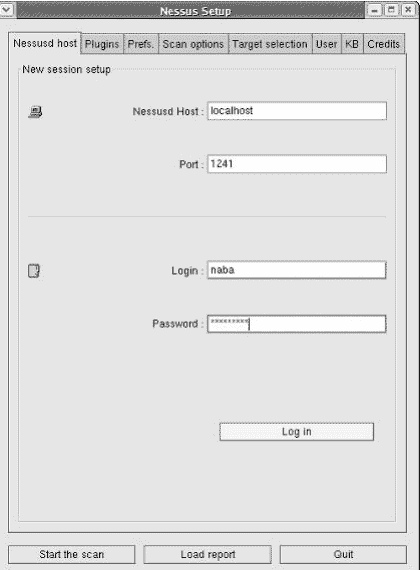 Nessus Setup
Nessusd host Plugins Prefs. Scan options Target selection User KB Credits
New session setup
Nessusd Host : localhost
Port : 1241
Login : naba
Password : *********
Log in
Start the scan Load report Quit